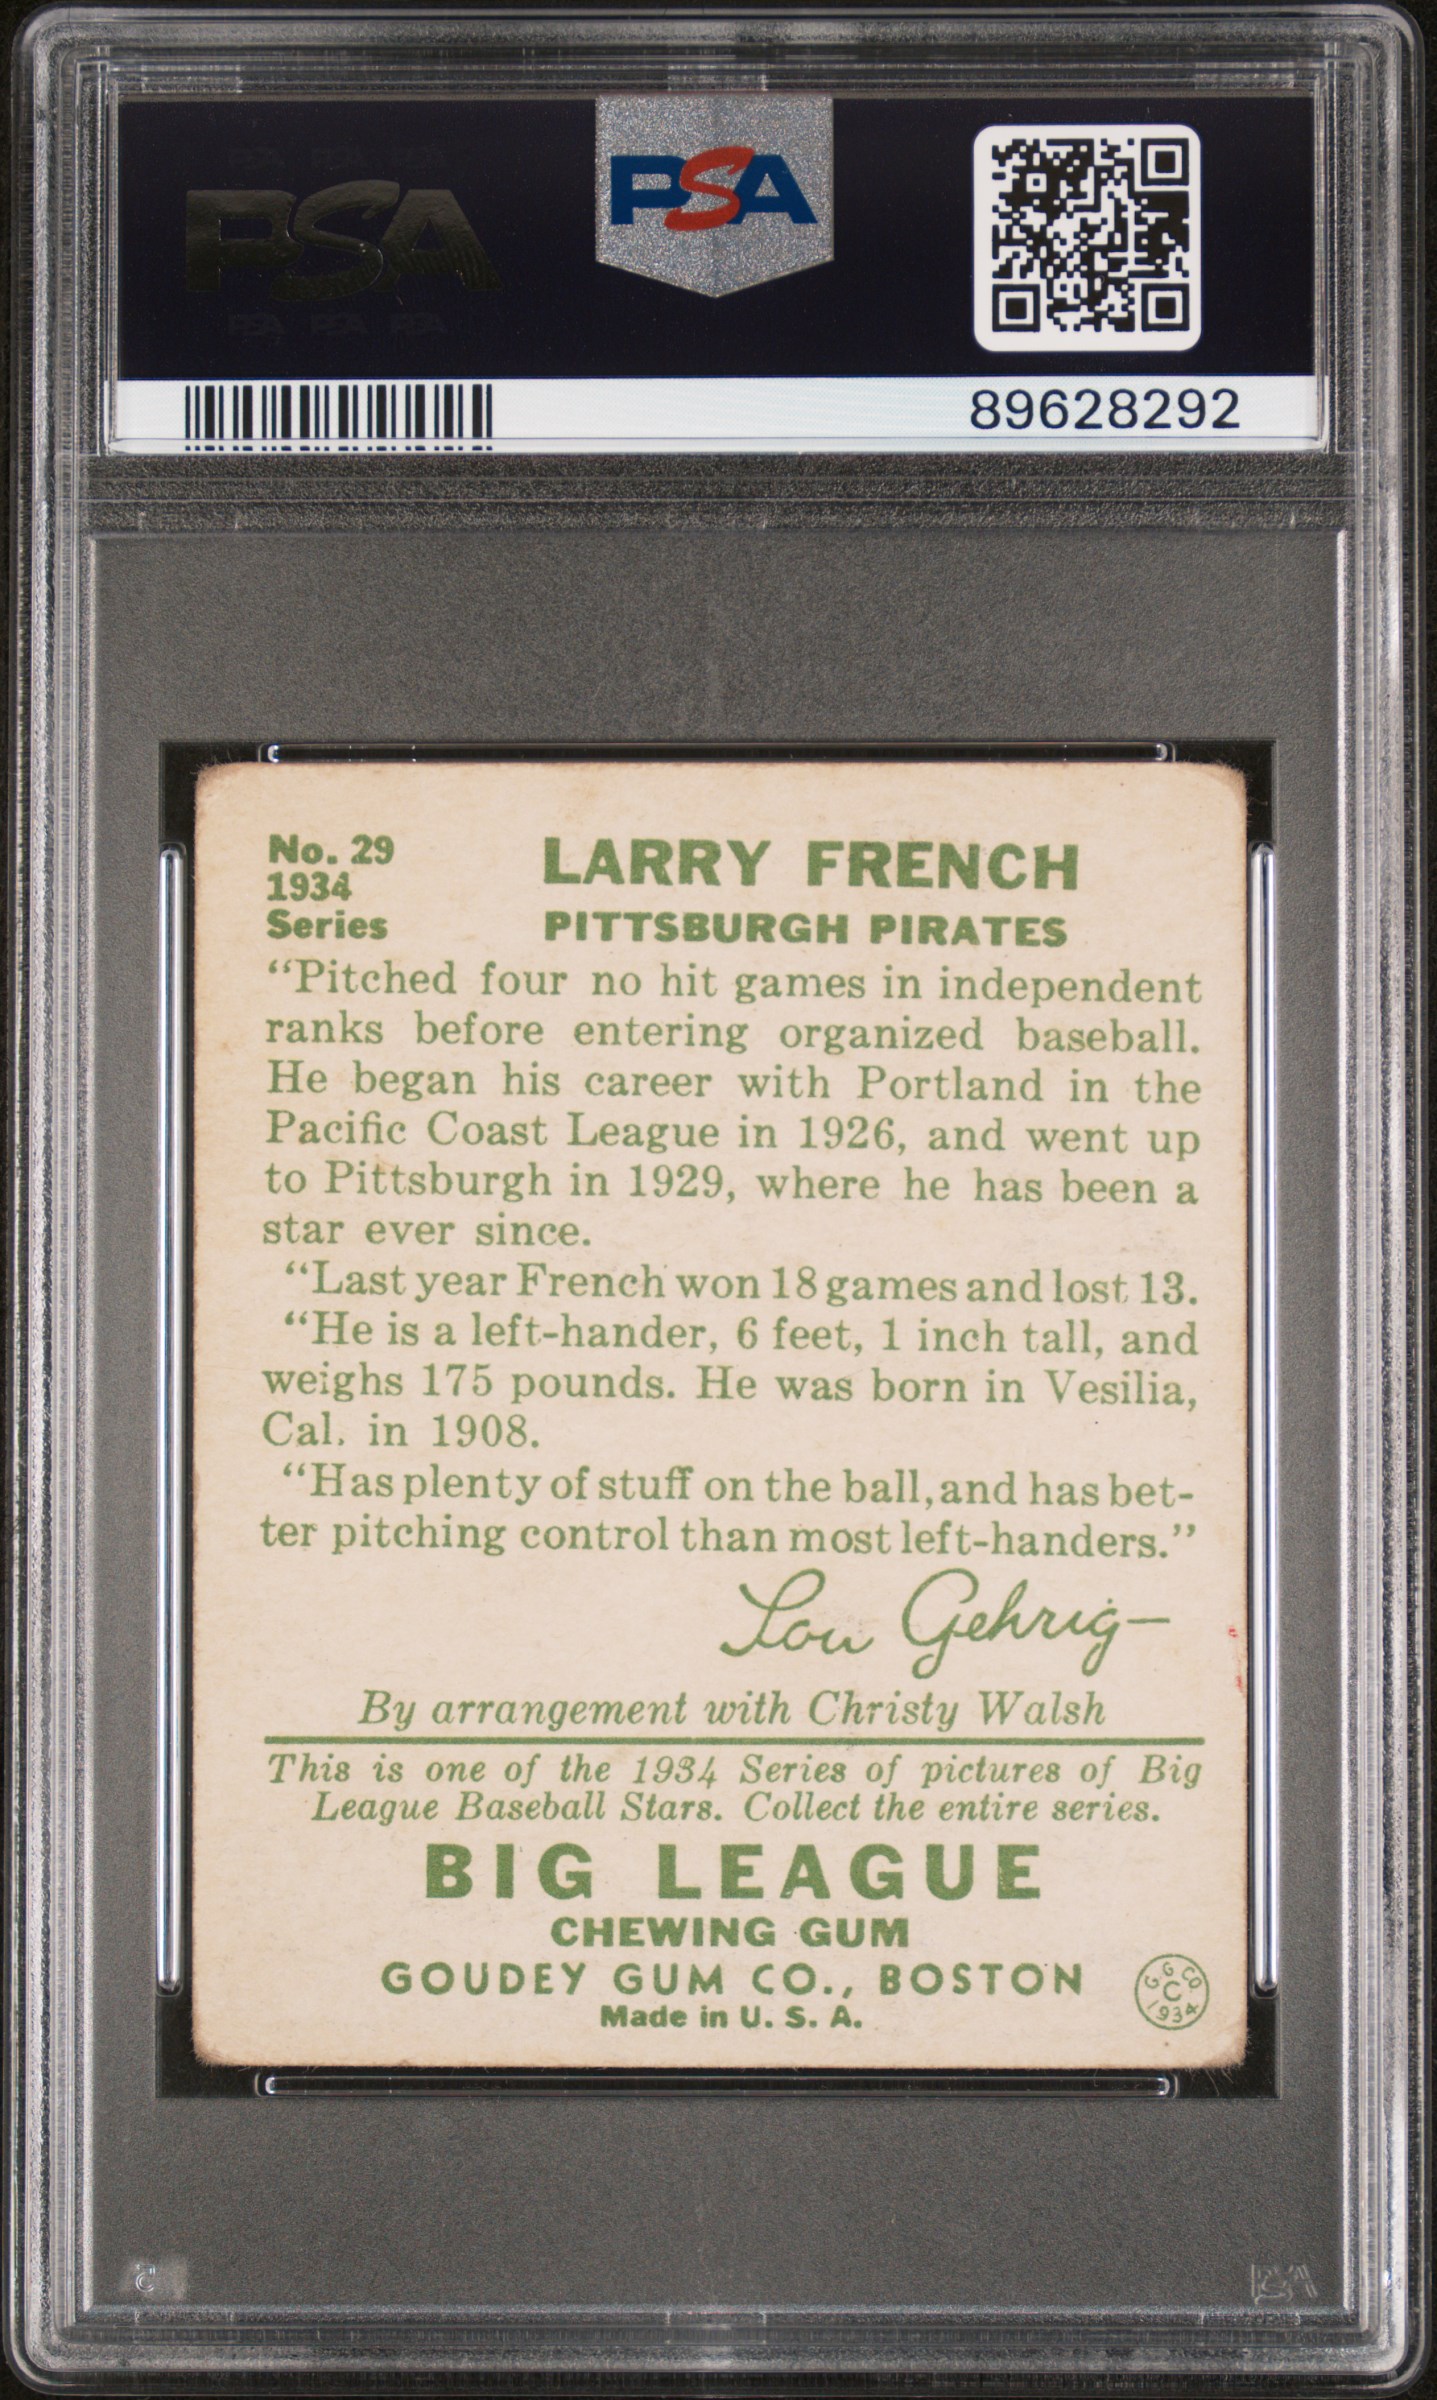 PSA
PSA
89628292
No. 29
1934
Series
LARRY FRENCH
PITTSBURGH PIRATES
“Pitched four no hit games in independent
ranks before entering organized baseball.
He began his career with Portland in the
Pacific Coast League in 1926, and went up
to Pittsburgh in 1929, where he has been a
star ever since.
“Last year French won 18 games and lost 13.
“He is a left-hander, 6 feet, 1 inch tall, and
weighs 175 pounds. He was born in Vesilia,
Cal. in 1908.
“Has plenty of stuff on the ball, and has bet-
ter pitching control than most left-handers.”
Lou Gehrig—
By arrangement with Christy Walsh
This is one of the 1934 Series of pictures of Big
League Baseball Stars. Collect the entire series.
BIG LEAGUE
CHEWING GUM
GOUDEY GUM CO., BOSTON
Made in U. S. A.
G. G. CO.
C
1934